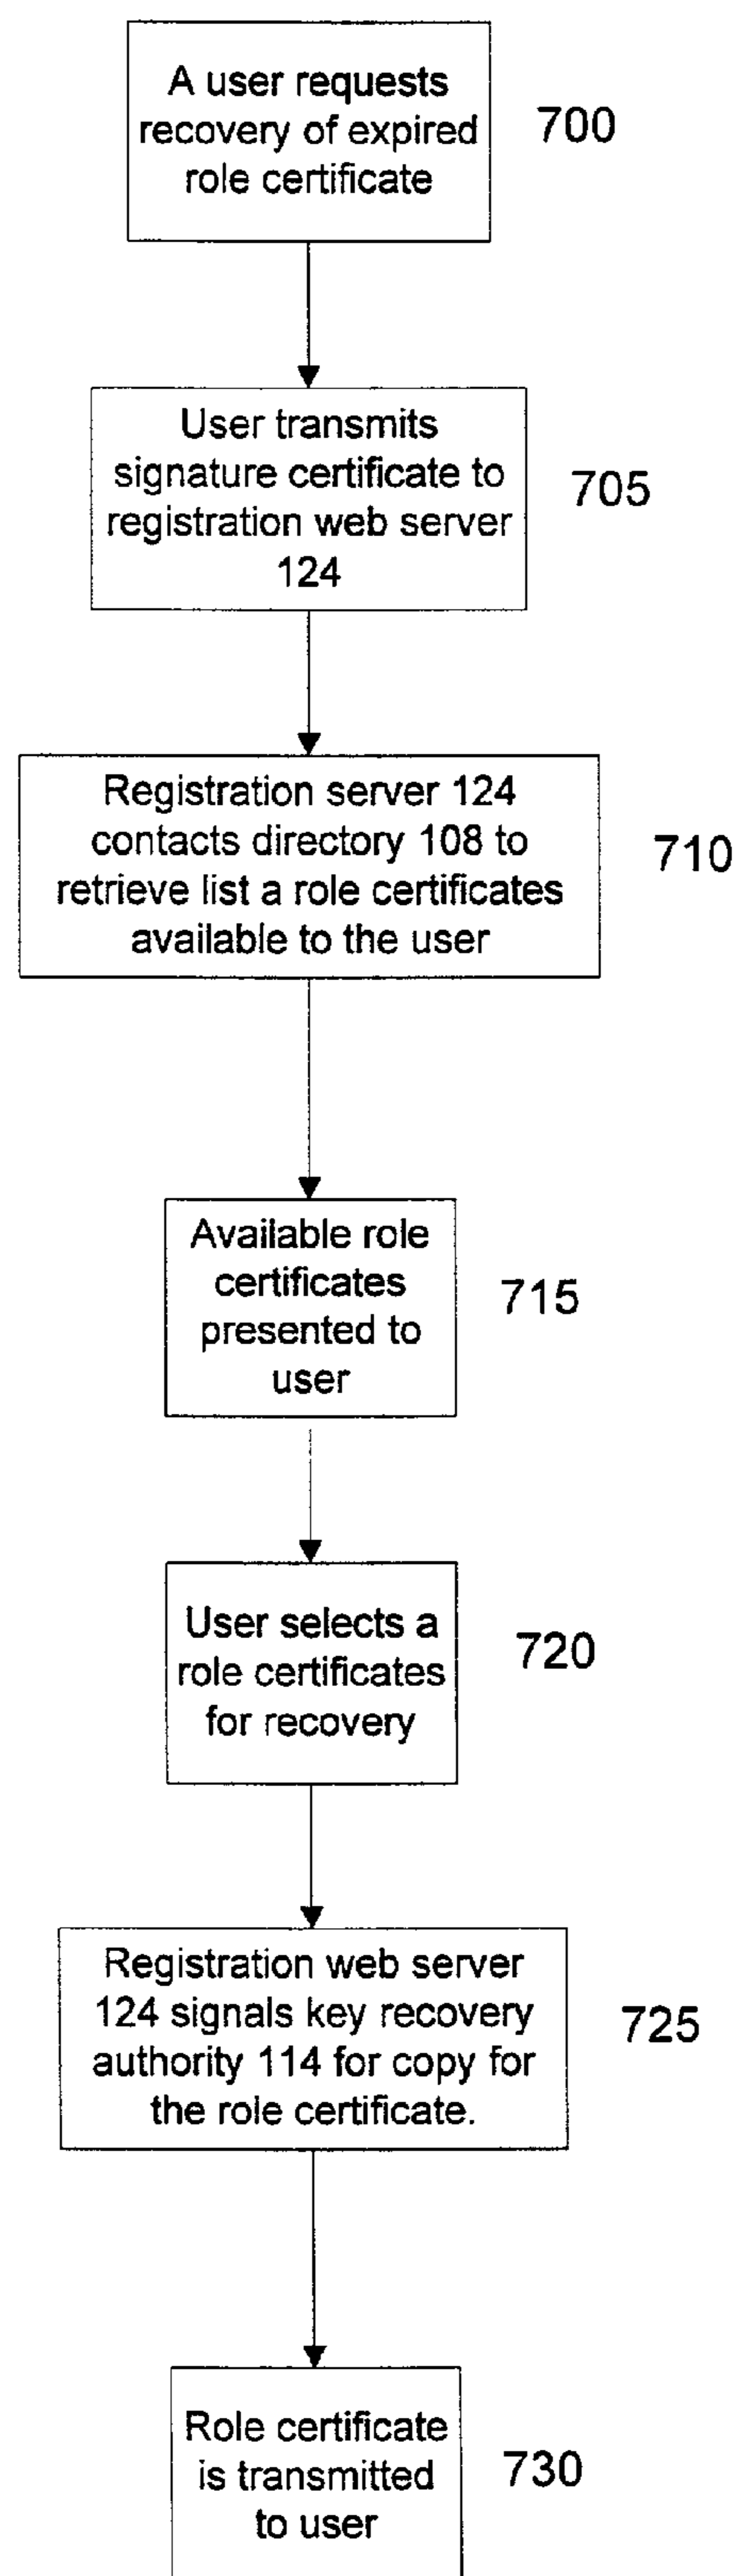 A user requests
recovery of expired
role certificate
700
User transmits
signature certificate to
registration web server
124
705
Registration server 124
contacts directory 108 to
retrieve list a role certificates
available to the user
710
Available role
certificates
presented to
user
715
User selects a
role certificates
for recovery
720
Registration web server
124 signals key recovery
authority 114 for copy for
the role certificate.
725
Role certificate
is transmitted
to user
730